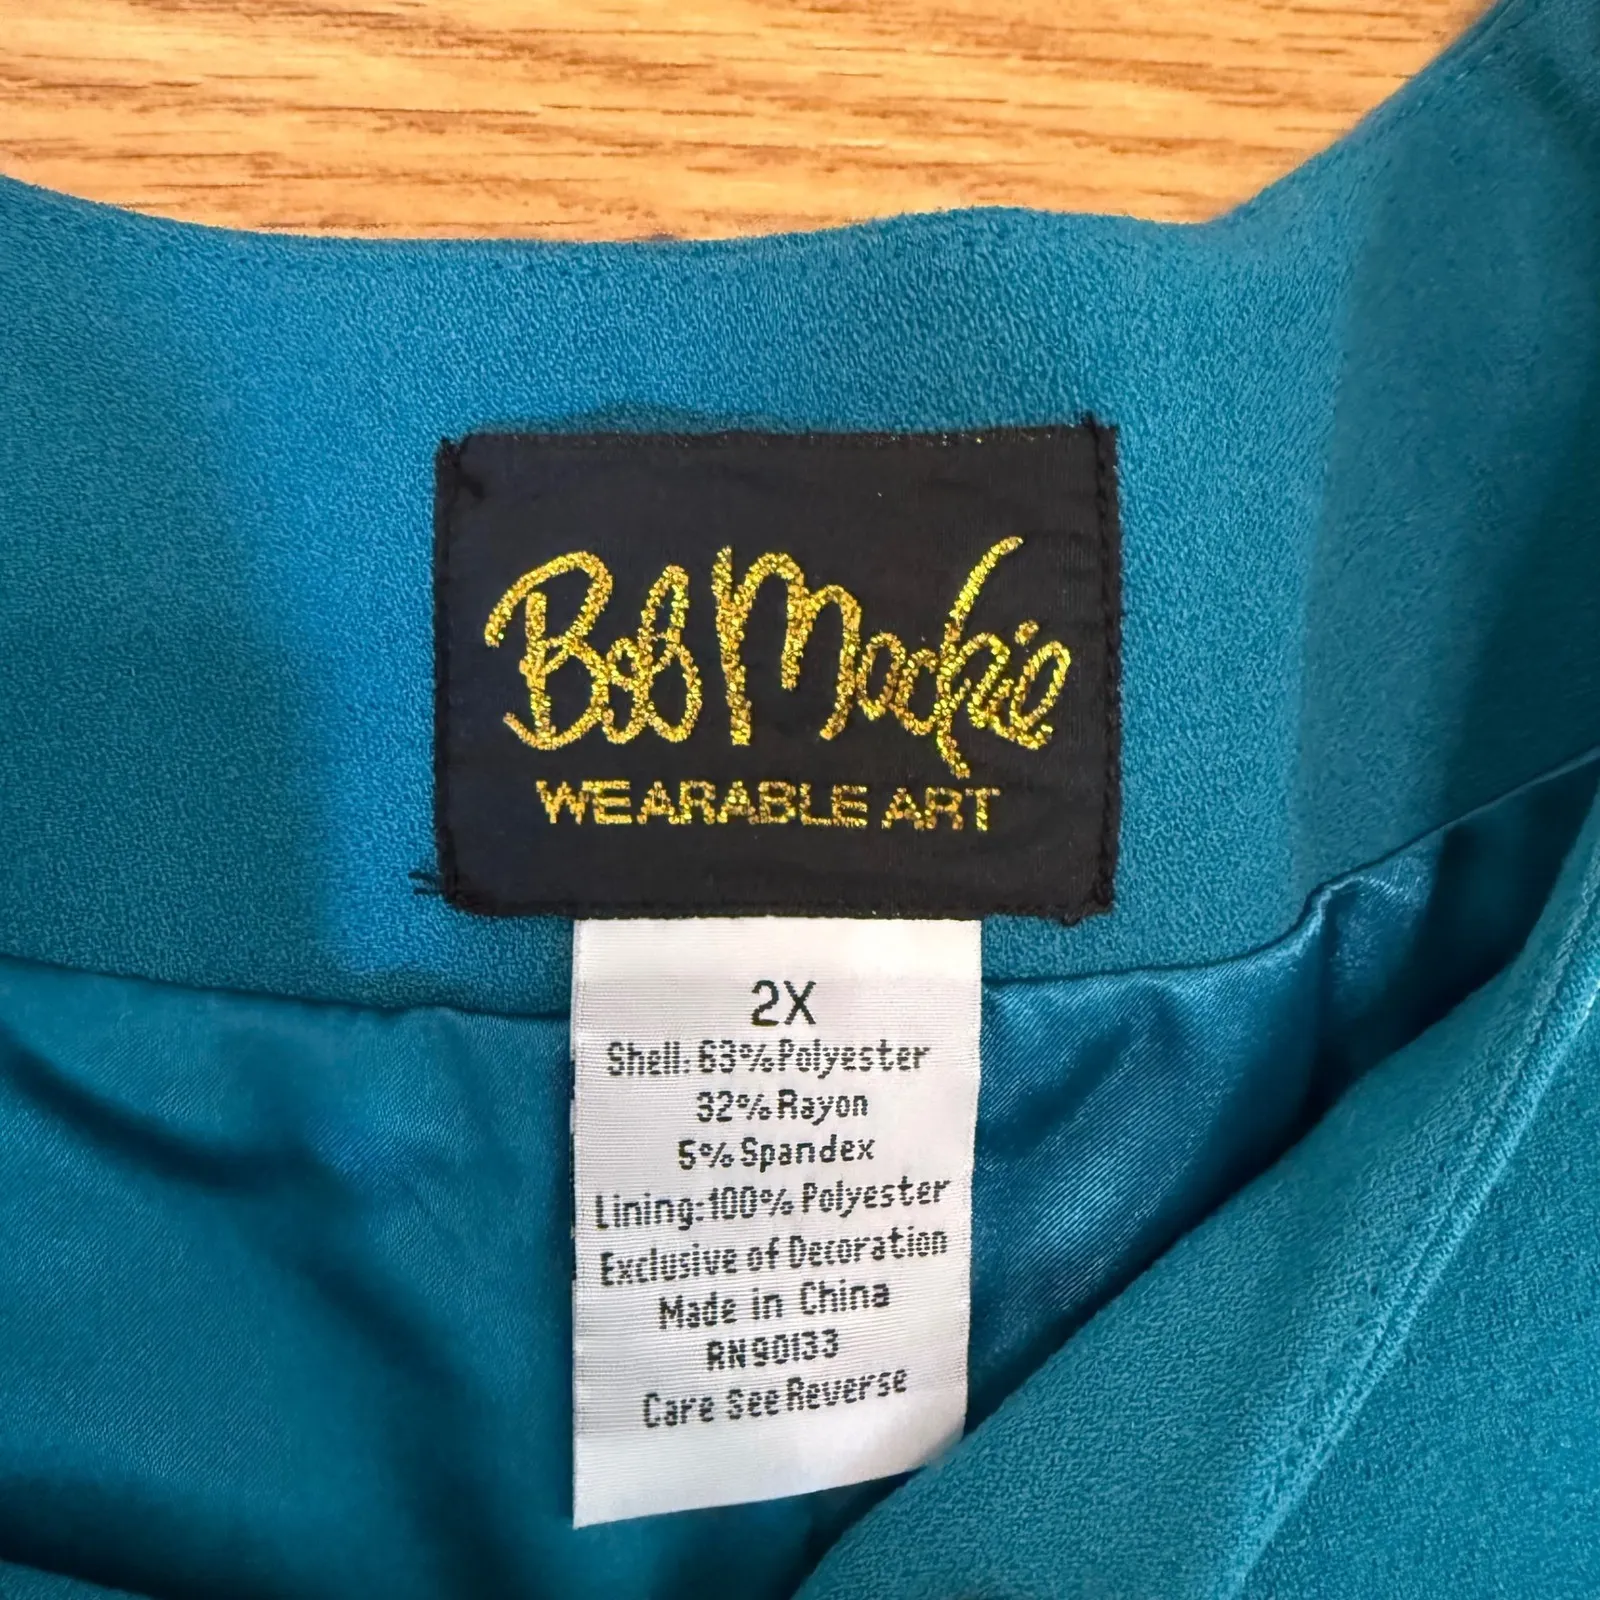 Bob Mackie
WEARABLE ART
2X
Shell: 63% Polyester
32% Rayon
5% Spandex
Lining: 100% Polyester
Exclusive of Decoration
Made in China
RN 90133
Care See Reverse